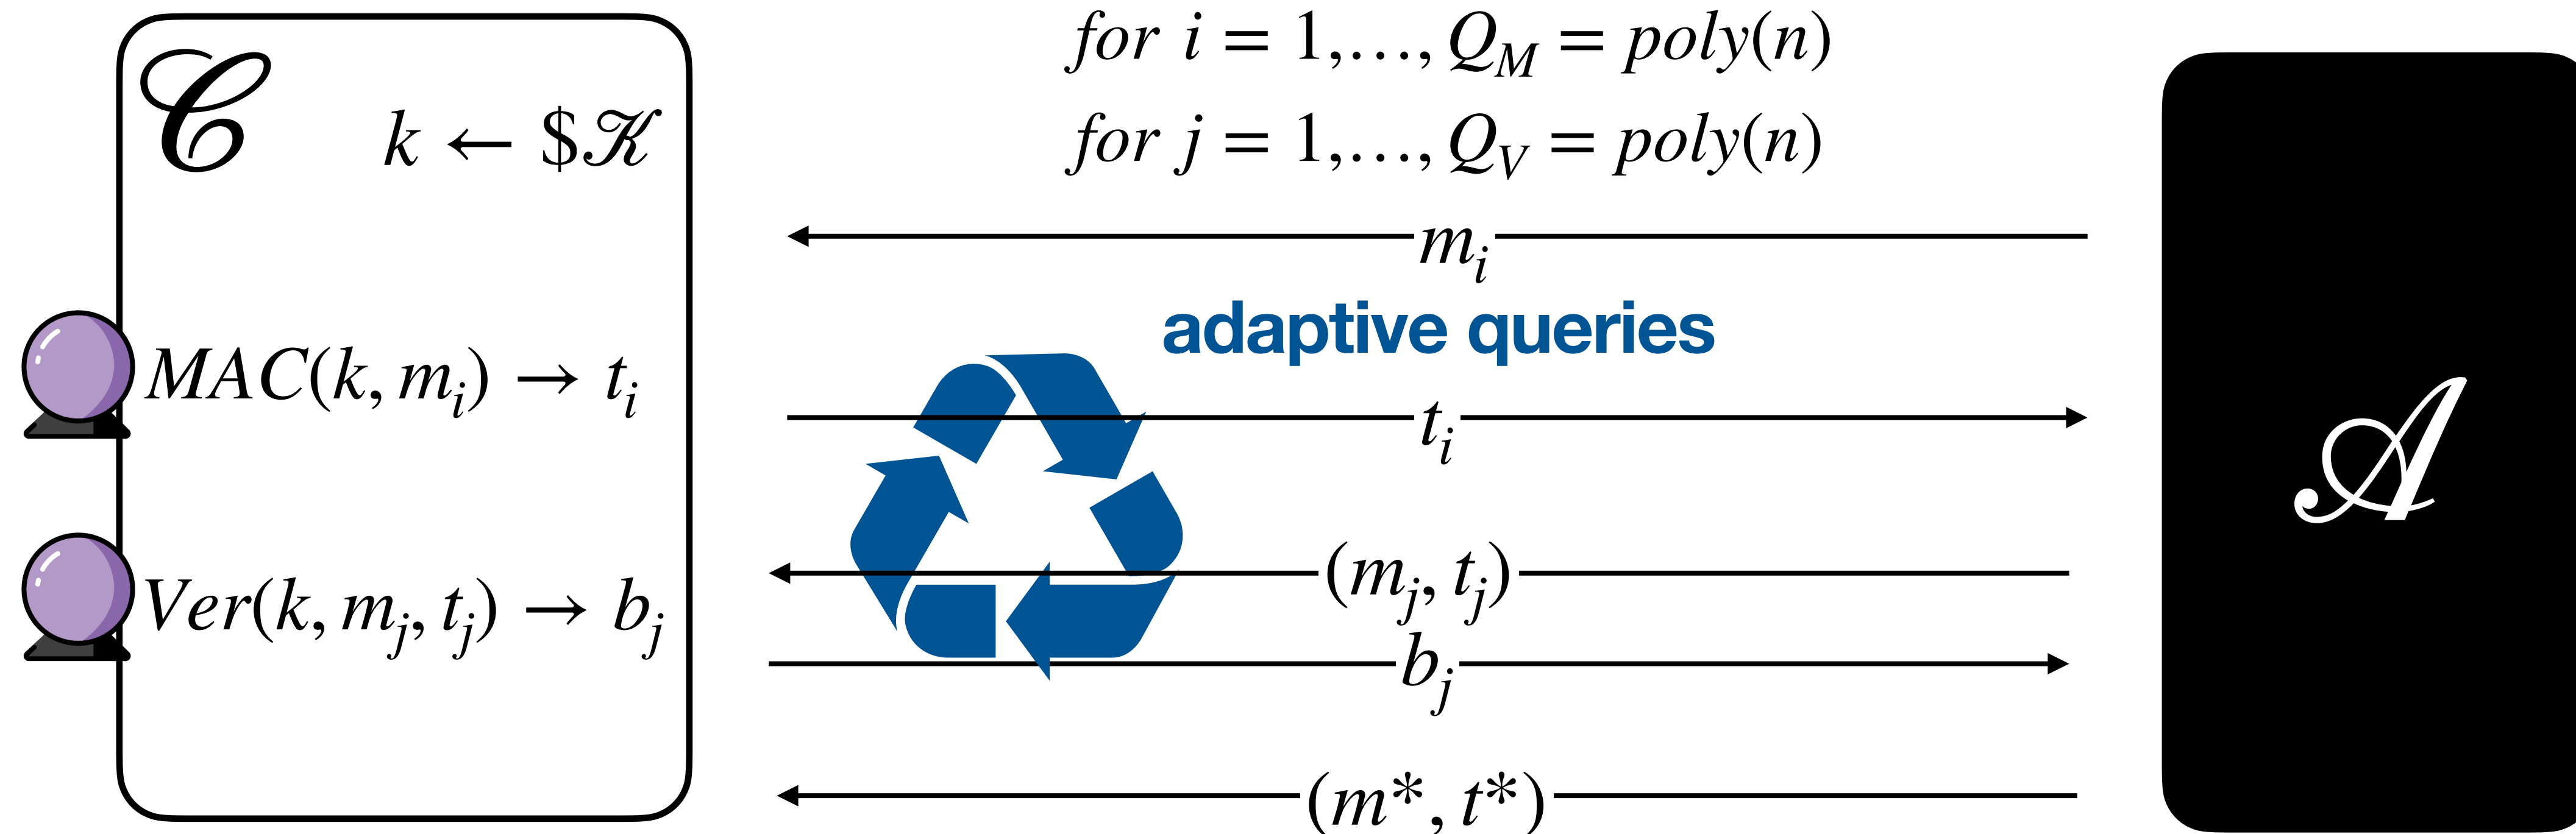 𝒞
k ← $𝒦
for i = 1,…, Q_M = poly(n)
for j = 1,…, Q_V = poly(n)
m_i
adaptive queries
MAC(k, m_i) → t_i
t_i
Ver(k, m_j, t_j) → b_j
(m_j, t_j)
b_j
(m*, t*)
𝒜